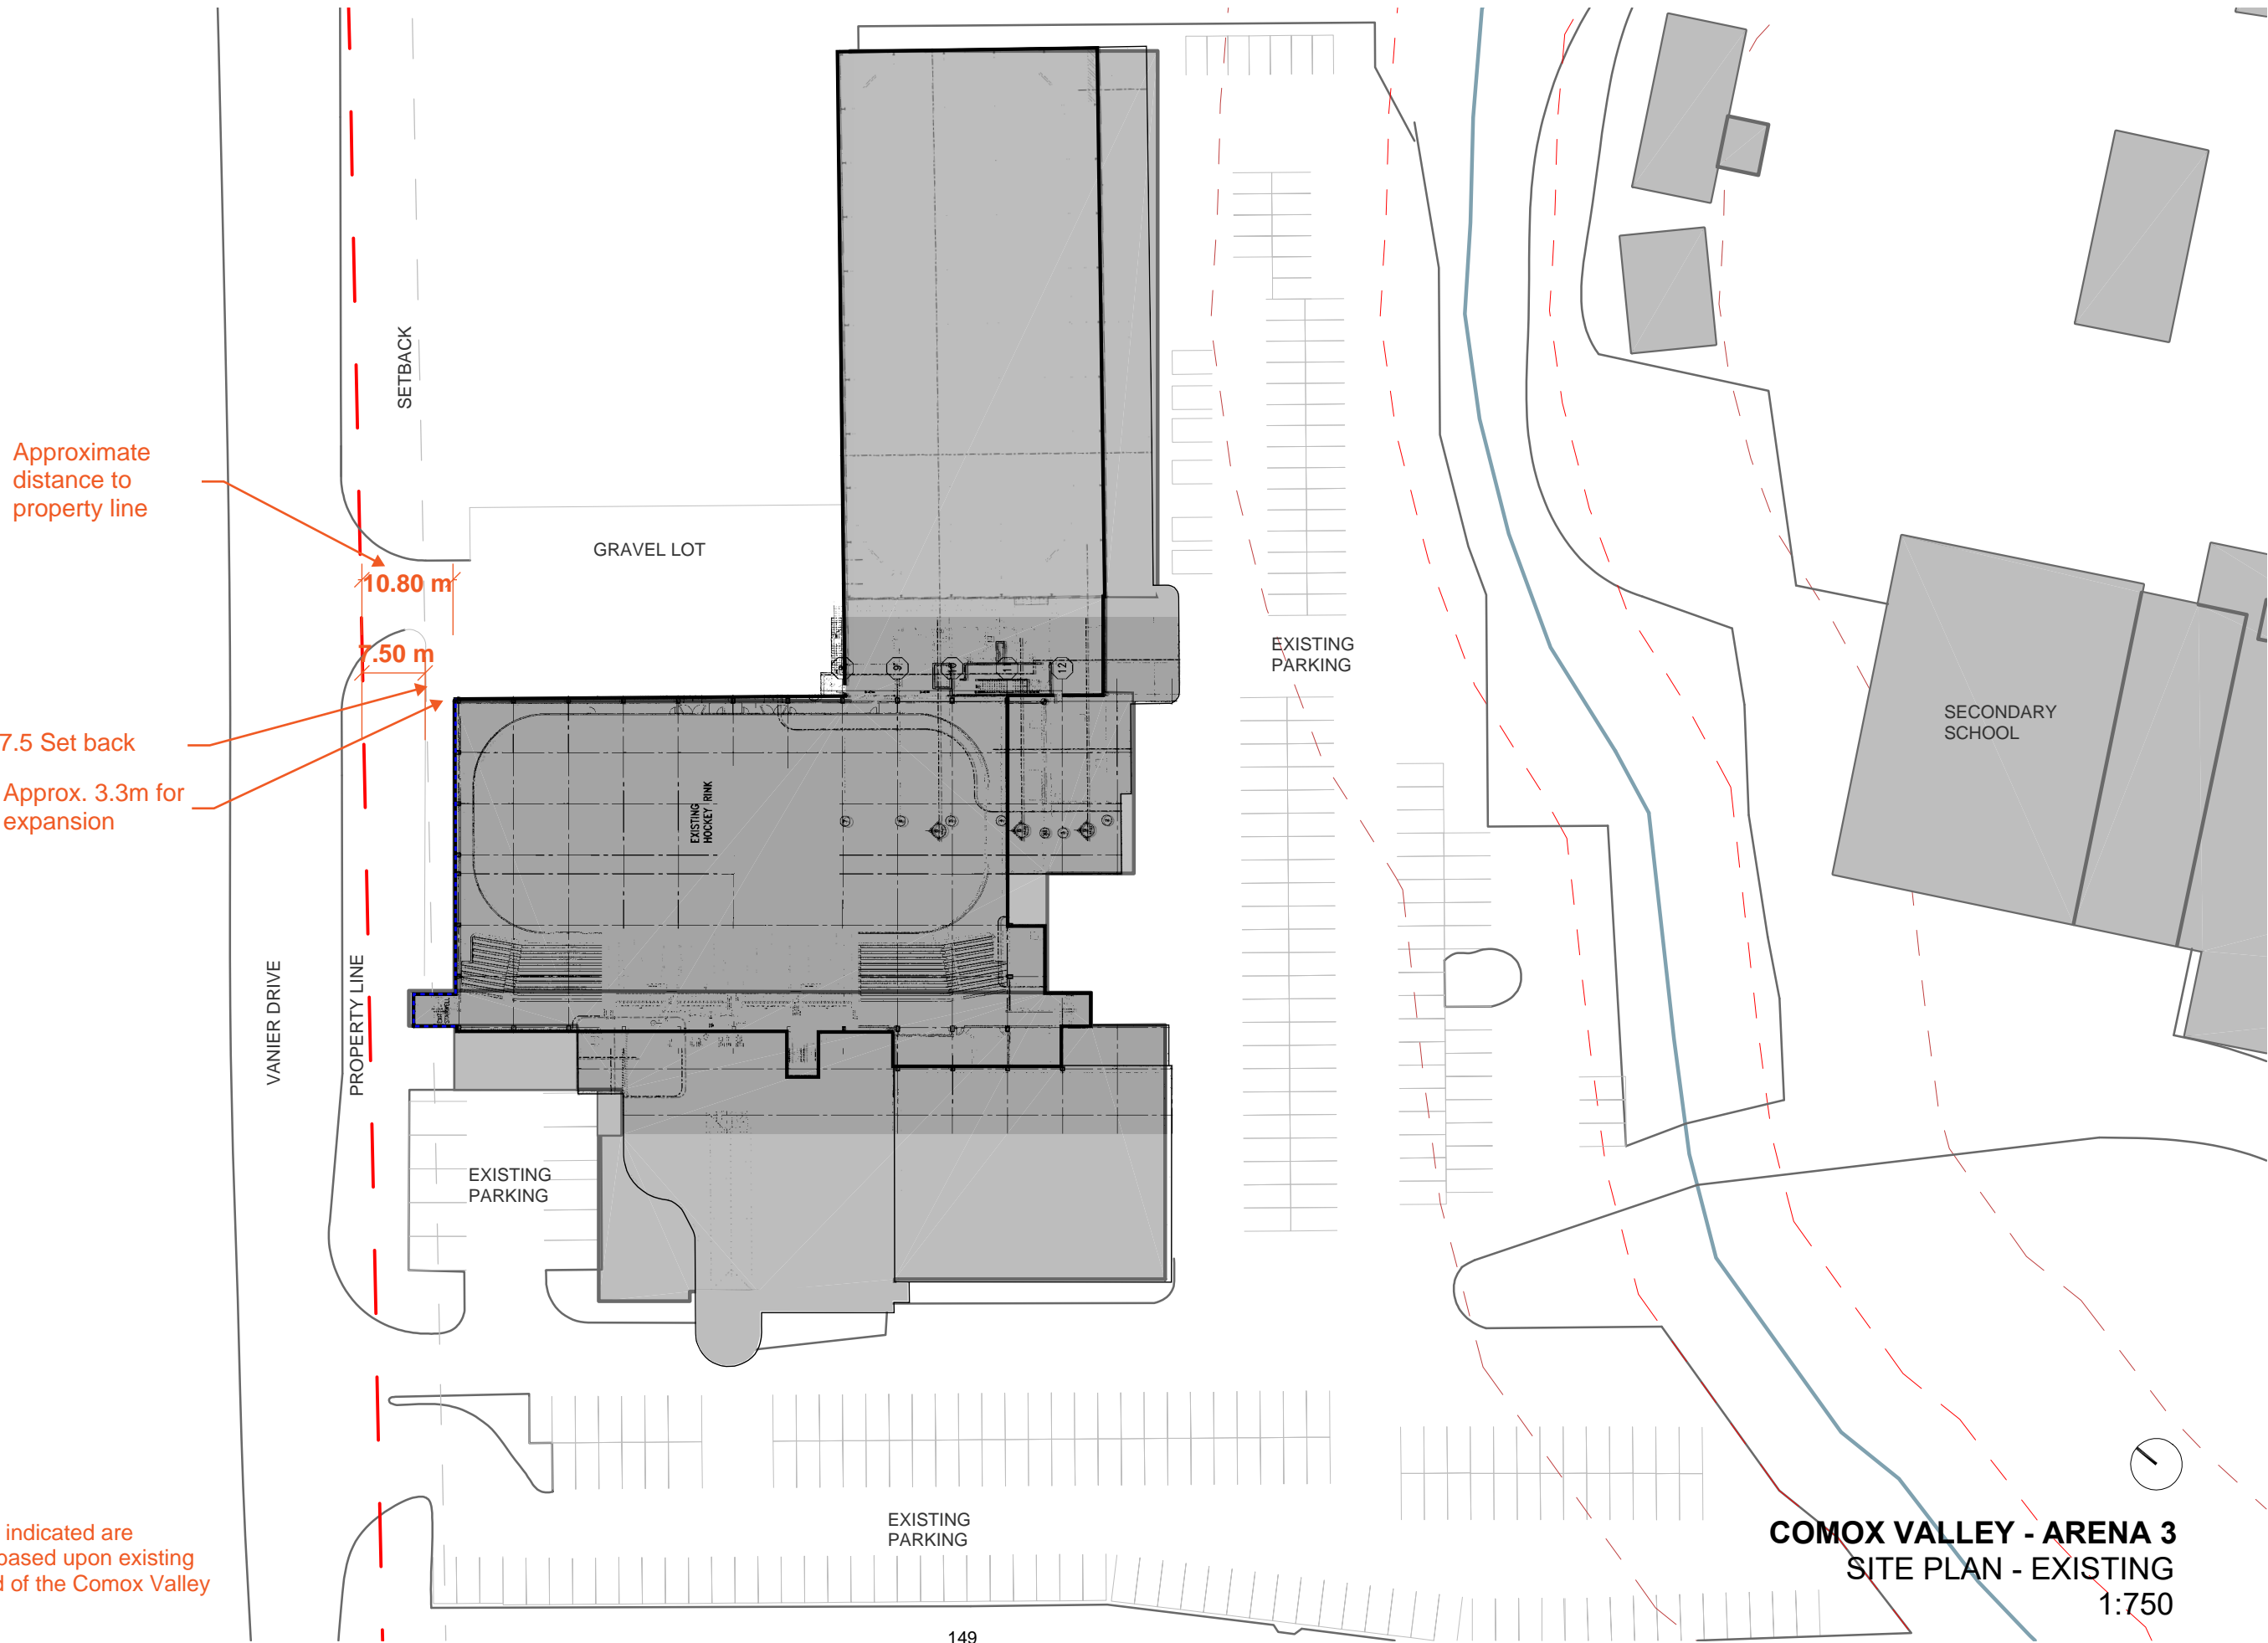 SETBACK
Approximate
distance to
property line
GRAVEL LOT
10.80 m
7.50 m
9'
12
EXISTING
PARKING
7.5 Set back
Approx. 3.3m for
expansion
EXISTING
HOCKEY RINK
SECONDARY
SCHOOL
VANIER DRIVE
PROPERTY LINE
EXISTING
PARKING
EXISTING
PARKING
indicated are
based upon existing
of the Comox Valley
COMOX VALLEY - ARENA 3
SITE PLAN - EXISTING
1:750
149